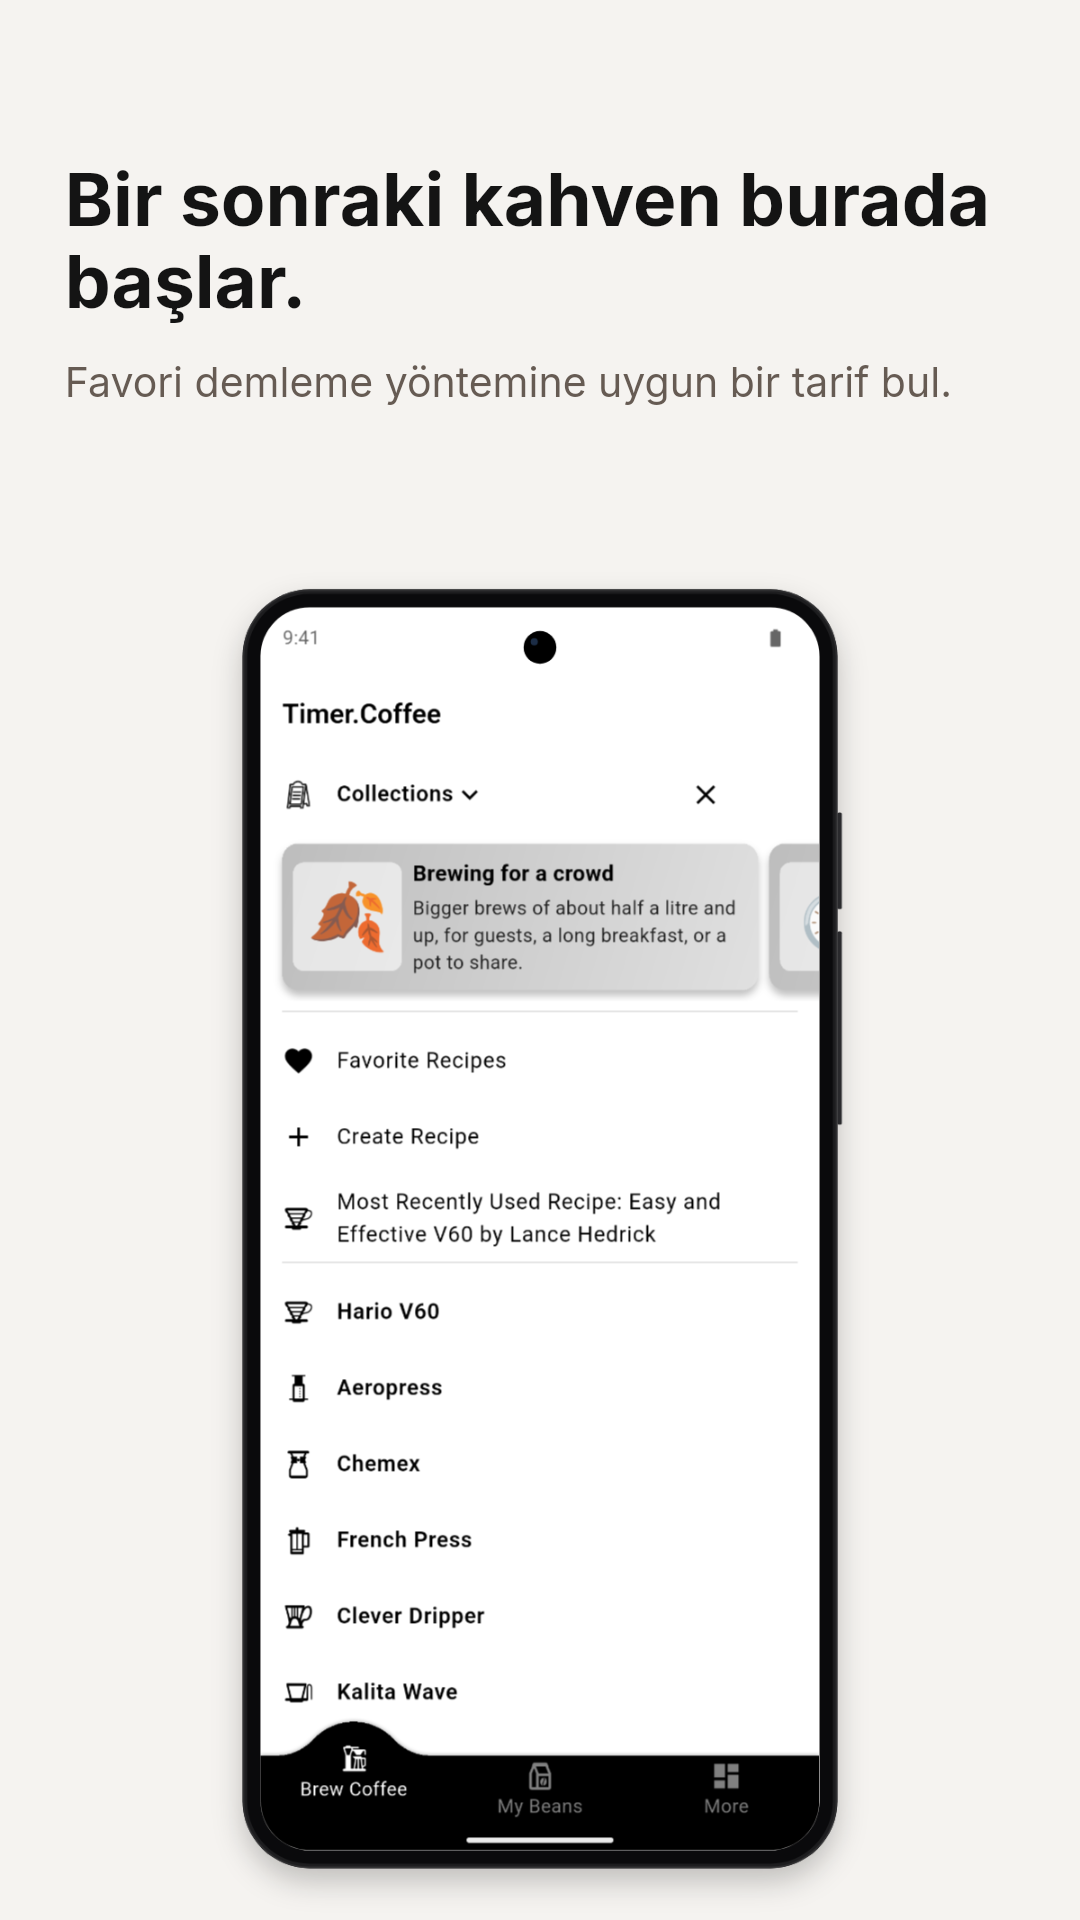 Bir sonraki kahven burada
başlar.
Favori demleme yöntemine uygun bir tarif bul.
9:41
Timer.Coffee
Collections
Brewing for a crowd
Bigger brews of about half a litre and
up, for guests, a long breakfast, or a
pot to share.
Favorite Recipes
Create Recipe
Most Recently Used Recipe: Easy and
Effective V60 by Lance Hedrick
Hario V60
Aeropress
Chemex
French Press
Clever Dripper
Kalita Wave
Brew Coffee
My Beans
More